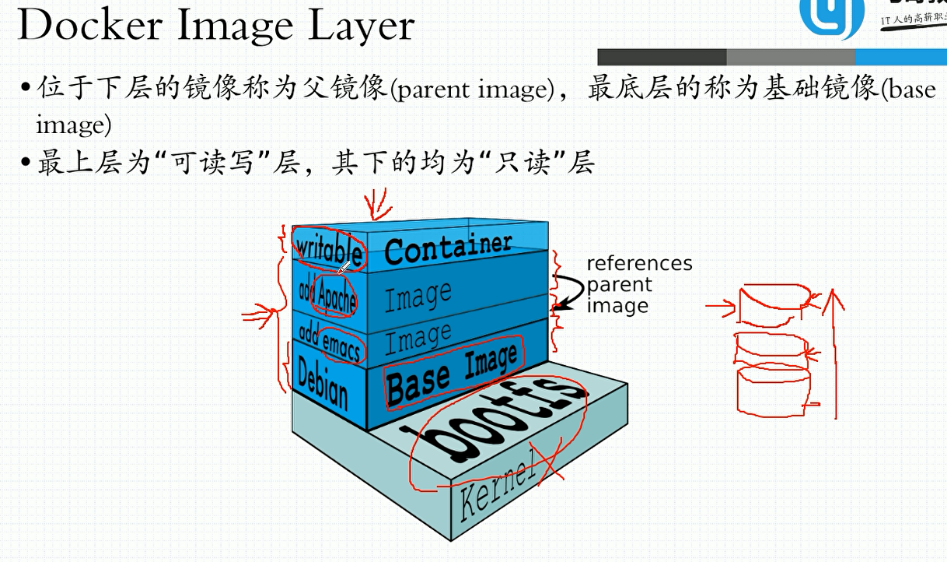 Docker Image Layer
IT人的高薪职
•位于下层的镜像称为父镜像(parent image)，最底层的称为基础镜像(base
image)
•最上层为“可读写”层，其下的均为“只读”层
writable
Container
add Apache
Image
references
parent
image
add emacs
Image
Debian
Base Image
bootfs
Kernel